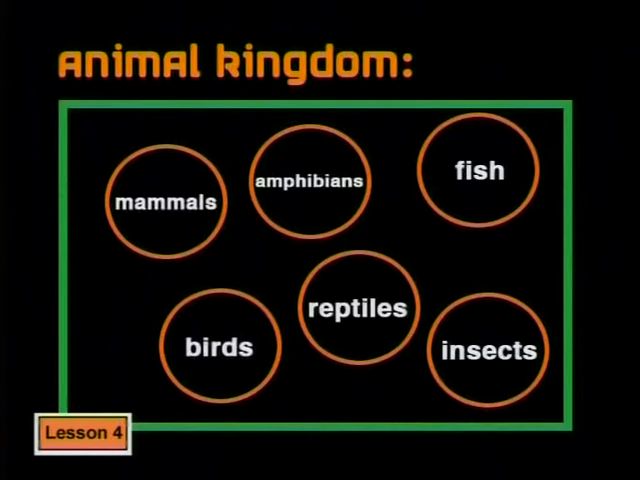 animal kingdom:
mammals
amphibians
fish
birds
reptiles
insects
Lesson 4